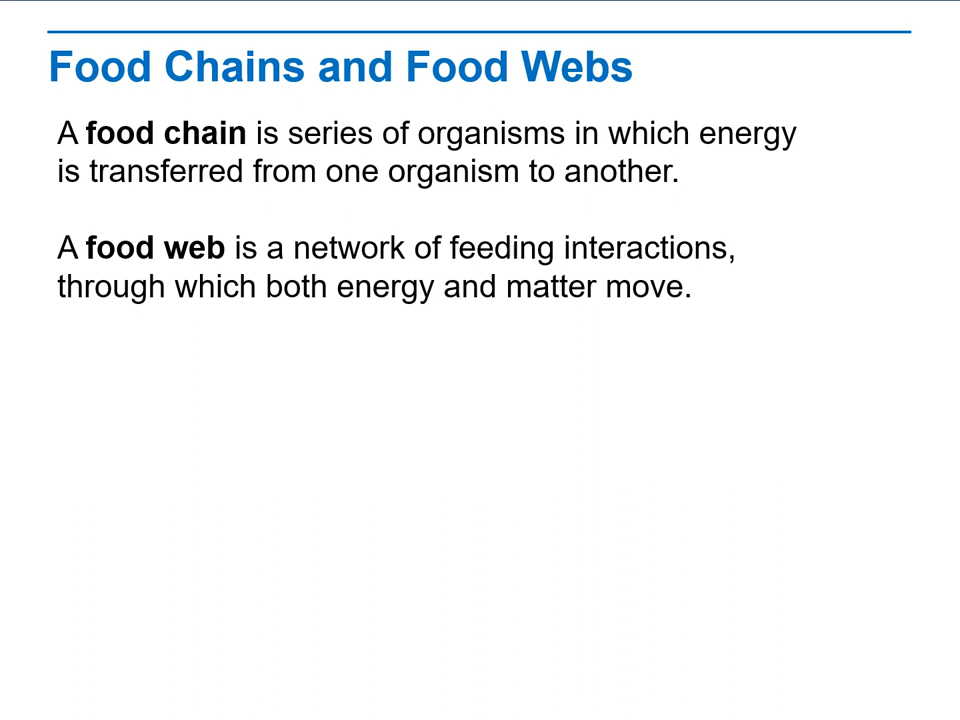 Food Chains and Food Webs
A food chain is series of organisms in which energy
is transferred from one organism to another.
A food web is a network of feeding interactions,
through which both energy and matter move.